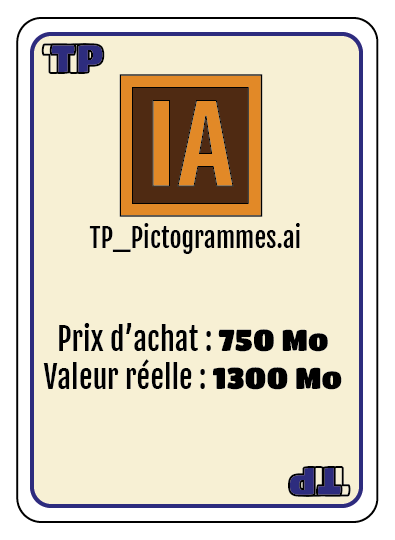 TP
IA
TP_Pictogrammes.ai
Prix d'achat : 750 Mo
Valeur réelle : 1300 Mo
TP